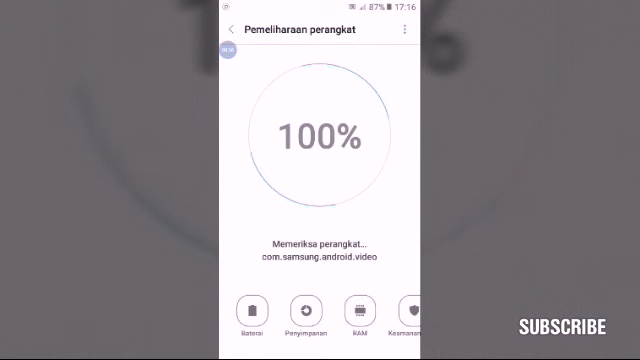 87% 17:16
Pemeliharaan perangkat
100%
Memeriksa perangkat...
com.samsung.android.video
Baterai
Penyimpanan
RAM
Keamanan
SUBSCRIBE